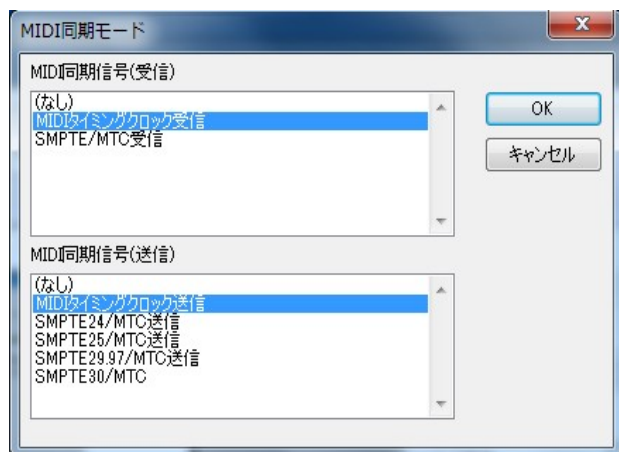 MIDI同期モード
MIDI同期信号(受信)
(なし)
MIDIタイミングクロック受信
SMPTE/MTC受信
OK
キャンセル
MIDI同期信号(送信)
(なし)
MIDIタイミングクロック送信
SMPTE24/MTC送信
SMPTE25/MTC送信
SMPTE29.97/MTC送信
SMPTE30/MTC